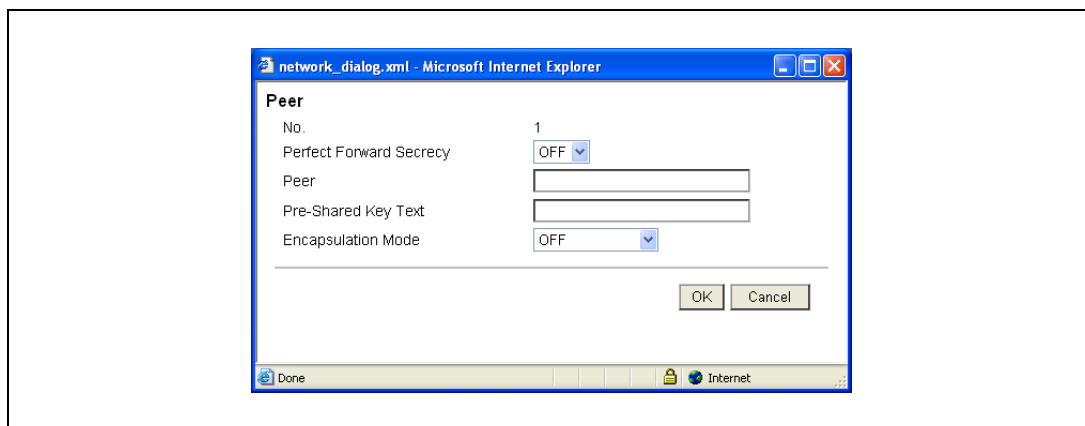 network_dialog.xml - Microsoft Internet Explorer
Peer
No. 1
Perfect Forward Secrecy OFF
Peer
Pre-Shared Key Text
Encapsulation Mode OFF
OK Cancel
Done Internet